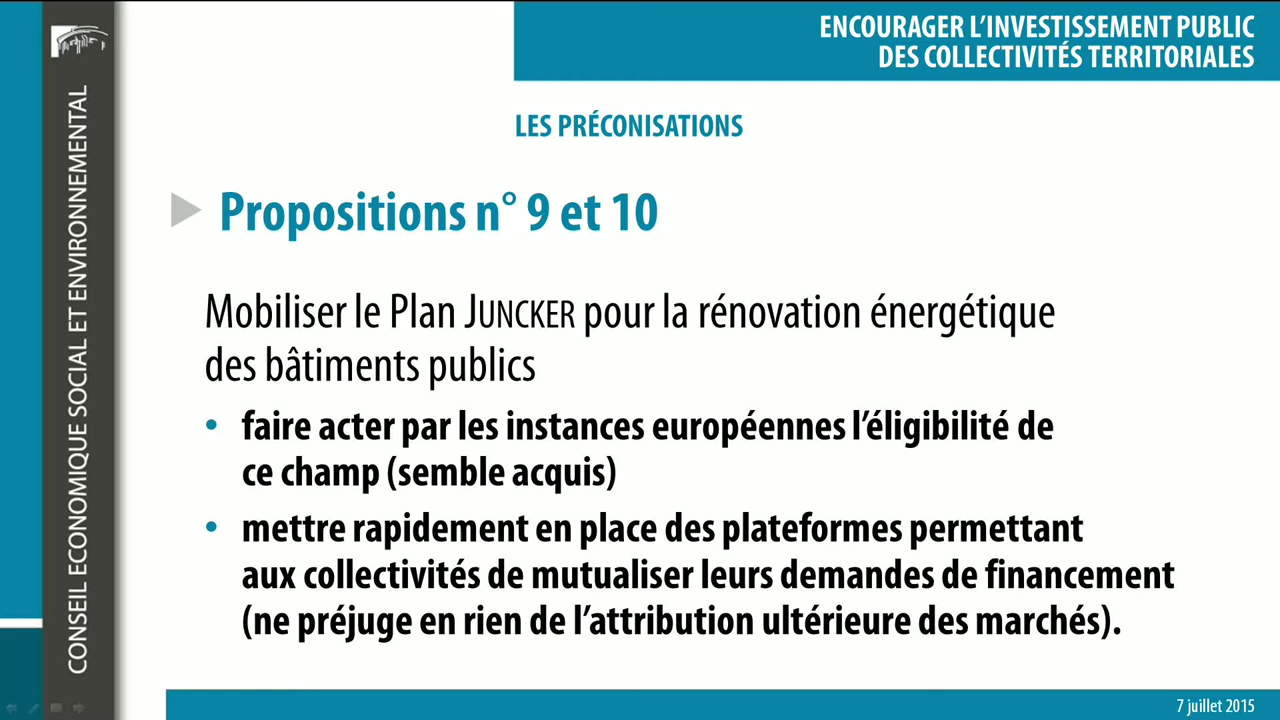 ENCOURAGER L'INVESTISSEMENT PUBLIC
DES COLLECTIVITÉS TERRITORIALES
LES PRÉCONISATIONS
Propositions n° 9 et 10
Mobiliser le Plan JUNCKER pour la rénovation énergétique
des bâtiments publics
• faire acter par les instances européennes l'éligibilité de
ce champ (semble acquis)
• mettre rapidement en place des plateformes permettant
aux collectivités de mutualiser leurs demandes de financement
(ne préjuge en rien de l'attribution ultérieure des marchés).
CONSEIL ECONOMIQUE SOCIAL ET ENVIRONNEMENTAL
7 juillet 2015